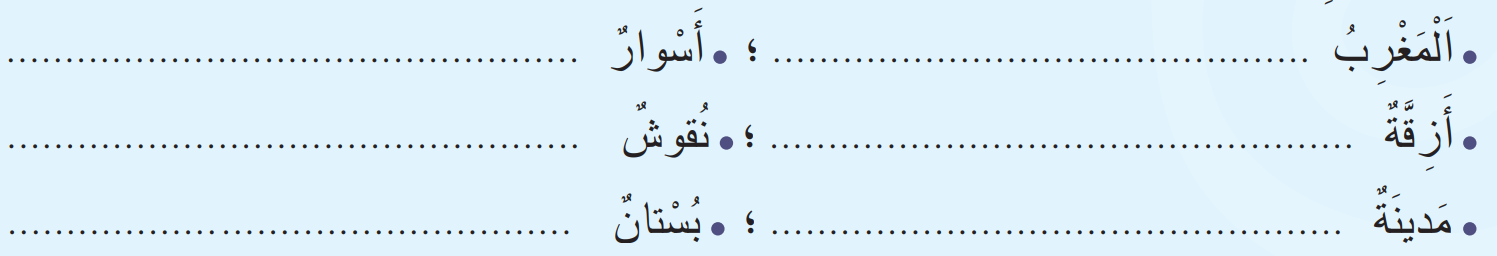 • اَلْمَغْرِبُ ................................................ ؛ • أَسْوارٌ ...................................................
• أَزِقَّةٌ .................................................... ؛ • نُقوشٌ ...................................................
• مَدينَةٌ ................................................... ؛ • بُسْتانٌ ..................................................